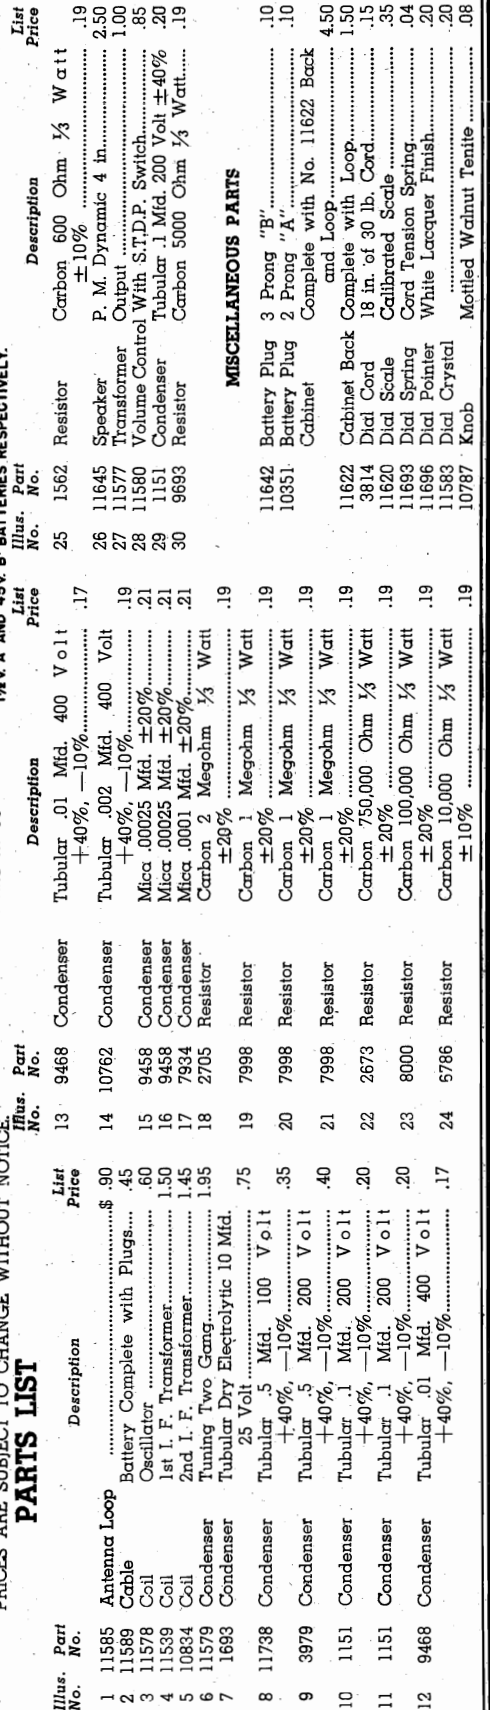 PRICES ARE SUBJECT TO CHANGE WITHOUT NOTICE.
PARTS LIST
Illus. No. Part No. Description List Price
1 11585 Antenna Loop ........ $ .90
2 11589 Cable Battery Complete with Plugs.... .45
3 11578 Coil Oscillator ........ .60
4 11539 Coil 1st I. F. Transformer........ 1.50
5 10834 Coil 2nd I. F. Transformer........ 1.45
6 11579 Condenser Tuning Two Gang........ 1.95
7 1693 Condenser Tubular Dry Electrolytic 10 Mfd.
25 Volt........ .75
8 11738 Condenser Tubular .5 Mfd. 100 Volt
+40%, —10%........ .35
9 3979 Condenser Tubular .5 Mfd. 200 Volt
+40%, —10%........ .40
10 1151 Condenser Tubular .1 Mfd. 200 Volt
+40%, —10%........ .20
11 1151 Condenser Tubular .1 Mfd. 200 Volt
+40%, —10%........ .20
12 9468 Condenser Tubular .01 Mfd. 400 Volt
+40%, —10%........ .17
Illus. No. Part No. Description List Price
13 9468 Condenser Tubular .01 Mfd. 400 Volt
+40%, —10%........ .17
14 10762 Condenser Tubular .002 Mfd. 400 Volt
+40%, —10%........ .19
15 9458 Condenser Mica .00025 Mfd. ±20%........ .21
16 9458 Condenser Mica .00025 Mfd. ±20%........ .21
17 7934 Condenser Mica .0001 Mfd. ±20%........ .21
18 2705 Resistor Carbon 2 Megohm ⅓ Watt
±20% ........ .19
19 7998 Resistor Carbon 1 Megohm ⅓ Watt
±20% ........ .19
20 7998 Resistor Carbon 1 Megohm ⅓ Watt
±20% ........ .19
21 7998 Resistor Carbon 1 Megohm ⅓ Watt
±20% ........ .19
22 2673 Resistor Carbon 750,000 Ohm ⅓ Watt
±20% ........ .19
23 8000 Resistor Carbon 100,000 Ohm ⅓ Watt
±20% ........ .19
24 6786 Resistor Carbon 10,000 Ohm ⅓ Watt
±10% ........ .19
BATTERIES RESPECTIVELY.
Illus. No. Part No. Description List Price
25 1562 Resistor Carbon 600 Ohm ⅓ Watt
±10% ........ .19
26 11645 Speaker P. M. Dynamic 4 in........ 2.50
27 11577 Transformer Output ........ 1.00
28 11580 Volume Control With S.T.D.P. Switch........ .85
29 1151 Condenser Tubular .1 Mfd. 200 Volt ±40% .20
30 9693 Resistor Carbon 5000 Ohm ⅓ Watt.... .19
MISCELLANEOUS PARTS
11642 Battery Plug 3 Prong "B"........ .10
10351 Battery Plug 2 Prong "A"........ .10
Cabinet Complete with No. 11622 Back
and Loop........ 4.50
11622 Cabinet Back Complete with Loop........ 1.50
3814 Dial Cord 18 in. of 30 lb. Cord........ .15
11620 Dial Scale Calibrated Scale........ .35
11693 Dial Spring Cord Tension Spring........ .04
11696 Dial Pointer White Lacquer Finish........ .20
11583 Dial Crystal ........ .20
10787 Knob Mottled Walnut Tenite ........ .08